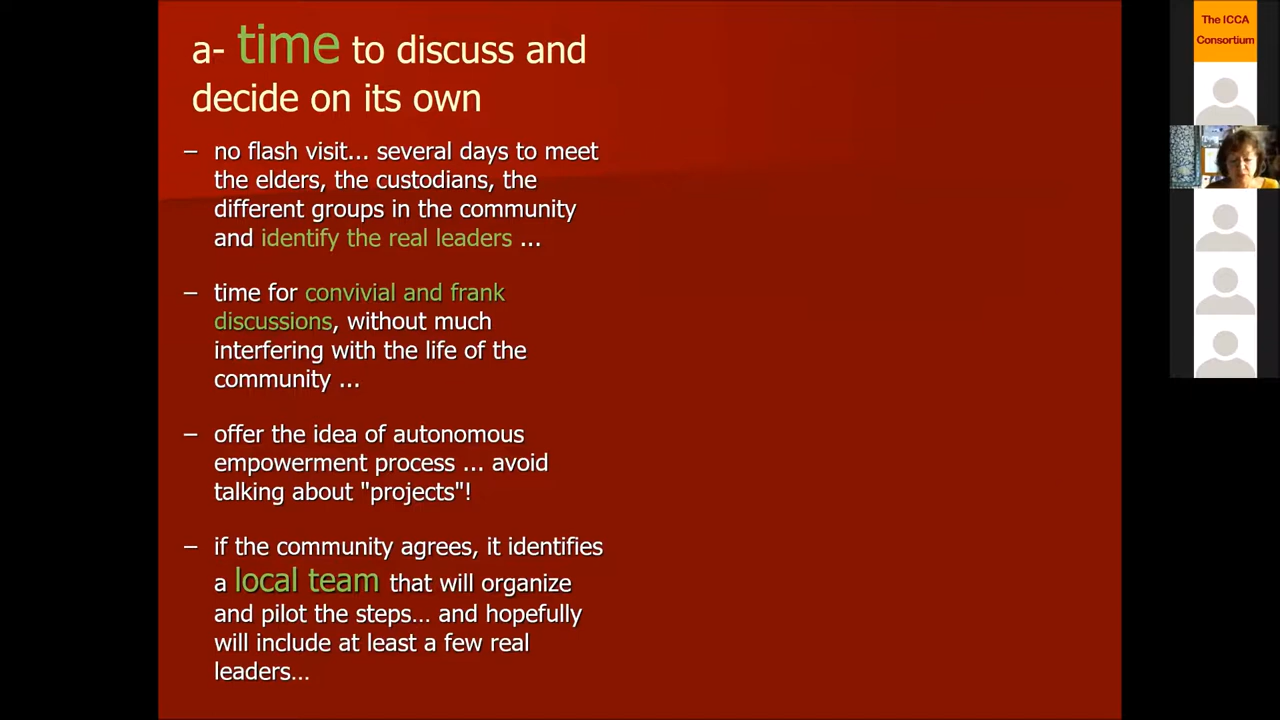 a- time to discuss and
decide on its own
– no flash visit... several days to meet
the elders, the custodians, the
different groups in the community
and identify the real leaders ...
– time for convivial and frank
discussions, without much
interfering with the life of the
community ...
– offer the idea of autonomous
empowerment process ... avoid
talking about "projects"!
– if the community agrees, it identifies
a local team that will organize
and pilot the steps... and hopefully
will include at least a few real
leaders...
The ICCA
Consortium